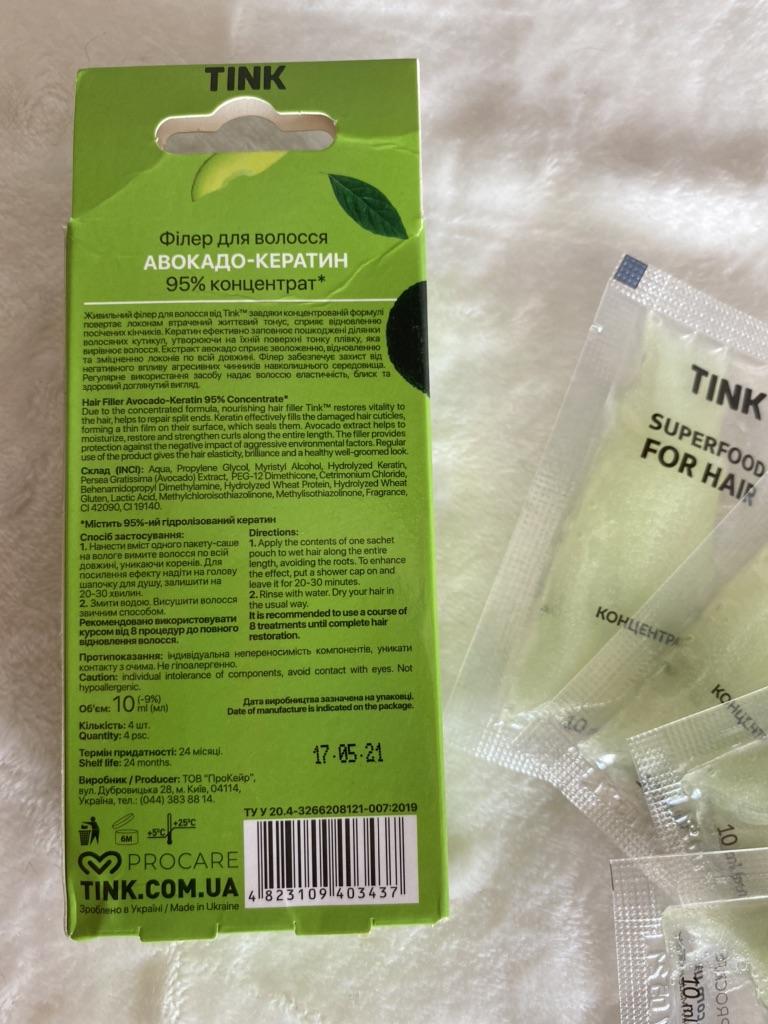 TINK
Філер для волосся
АВОКАДО-КЕРАТИН
95% концентрат*
Живильний філер для волосся від Tink™ завдяки концентрованій формулі
повертає локонам втрачений життєвий тонус, сприяє відновленню
посічених кінчиків. Кератин ефективно заповнює пошкоджені ділянки
волосяних кутикул, утворюючи на їхній поверхні тонку плівку, яка
вирівнює волосся. Екстракт авокадо сприяє зволоженню, відновленню
та зміцненню локонів по всій довжині. Філер забезпечує захист від
негативного впливу агресивних чинників навколишнього середовища.
Регулярне використання засобу надає волоссю еластичність, блиск та
здоровий доглянутий вигляд.
Hair Filler Avocado-Keratin 95% Concentrate*
Due to the concentrated formula, nourishing hair filler Tink™ restores vitality to
the hair, helps to repair split ends. Keratin effectively fills the damaged hair cuticles,
forming a thin film on their surface, which seals them. Avocado extract helps to
moisturize, restore and strengthen curls along the entire length. The filler provides
protection against the negative impact of aggressive environmental factors. Regular
use of the product gives the hair elasticity, brilliance and a healthy well-groomed look.
Склад (INCI): Aqua, Propylene Glycol, Myristyl Alcohol, Hydrolyzed Keratin,
Persea Gratissima (Avocado) Extract, PEG-12 Dimethicone, Cetrimonium Chloride,
Behenamidopropyl Dimethylamine, Hydrolyzed Wheat Protein, Hydrolyzed Wheat
Gluten, Lactic Acid, Methylchloroisothiazolinone, Methylisothiazolinone, Fragrance,
CI 42090, CI 19140.
*Містить 95%-ий гідролізований кератин
Спосіб застосування:
1. Нанести вміст одного пакету-саше
на вологе вимите волосся по всій
довжині, уникаючи коренів. Для
посилення ефекту надіти на голову
шапочку для душу, залишити на
20-30 хвилин.
2. Змити водою. Висушити волосся
звичним способом.
Рекомендовано використовувати
курсом від 8 процедур до повного
відновлення волосся.
Directions:
1. Apply the contents of one sachet
pouch to wet hair along the entire
length, avoiding the roots. To enhance
the effect, put a shower cap on and
leave it for 20-30 minutes.
2. Rinse with water. Dry your hair in
the usual way.
It is recommended to use a course of
8 treatments until complete hair
restoration.
Протипоказання: індивідуальна непереносимість компонентів, уникати
контакту з очима. Не гіпоалергенно.
Caution: individual intolerance of components, avoid contact with eyes. Not
hypoallergenic.
Об'єм: 10 (-9%) ml (мл)
Дата виробництва зазначена на упаковці.
Date of manufacture is indicated on the package.
Кількість: 4 шт.
Quantity: 4 psc.
Термін придатності: 24 місяці.
Shelf life: 24 months.
17·05·21
Виробник / Producer: ТОВ "ПроКейр",
вул. Дубровицька 28, м. Київ, 04114,
Україна, тел.: (044) 383 88 14.
ТУ У 20.4-3266208121-007:2019
6M
+5°C
+25°C
PROCARE
TINK.COM.UA
Зроблено в Україні / Made in Ukraine
4 823109 403437
TINK
SUPERFOOD
FOR HAIR
КОНЦЕНТРА
10
КОНЦЕНТ
10
10